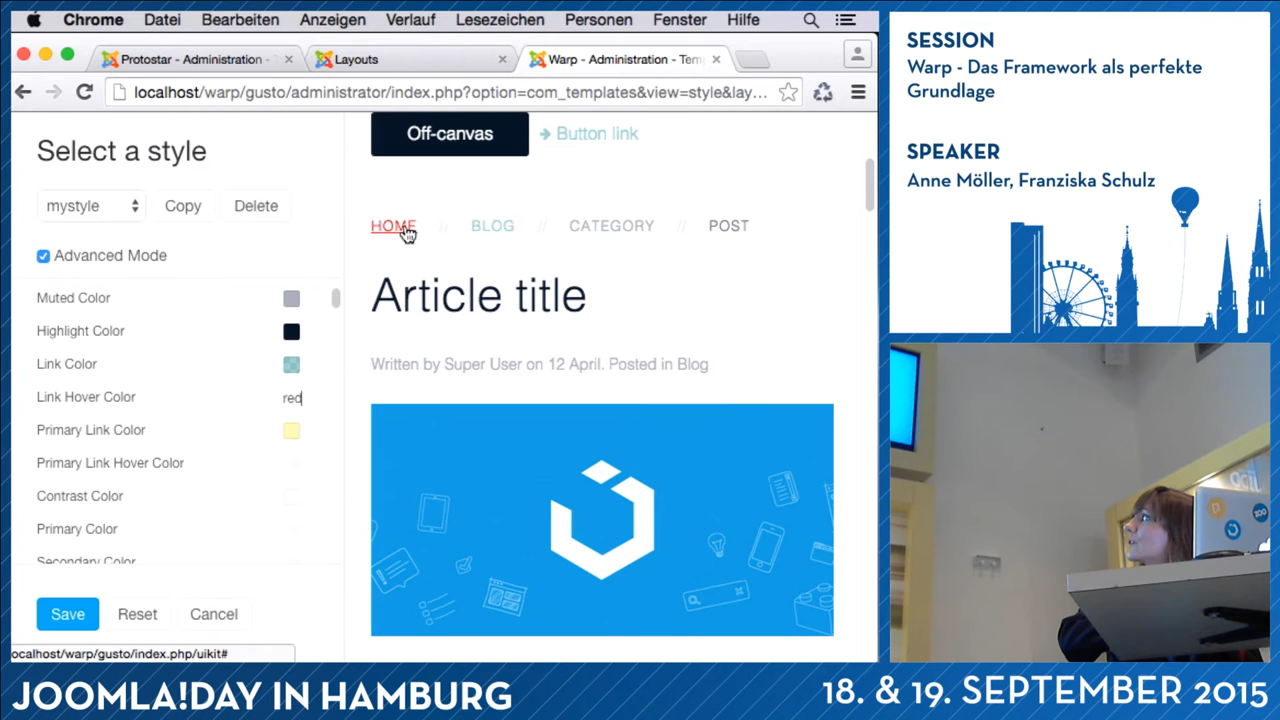 Chrome Datei Bearbeiten Anzeigen Verlauf Lesezeichen Personen Fenster Hilfe
Protostar - Administration - T
Layouts
Warp - Administration - Tem
localhost/warp/gusto/administrator/index.php?option=com_templates&view=style&lay...
Select a style
mystyle Copy Delete
Advanced Mode
Muted Color
Highlight Color
Link Color
Link Hover Color red
Primary Link Color
Primary Link Hover Color
Contrast Color
Primary Color
Secondary Color
Save Reset Cancel
ocalhost/warp/gusto/index.php/uikit#
Off-canvas Button link
HOME // BLOG // CATEGORY // POST
Article title
Written by Super User on 12 April. Posted in Blog
SESSION
Warp - Das Framework als perfekte
Grundlage
SPEAKER
Anne Möller, Franziska Schulz
ZOO
JOOMLA!DAY IN HAMBURG
18. & 19. SEPTEMBER 2015